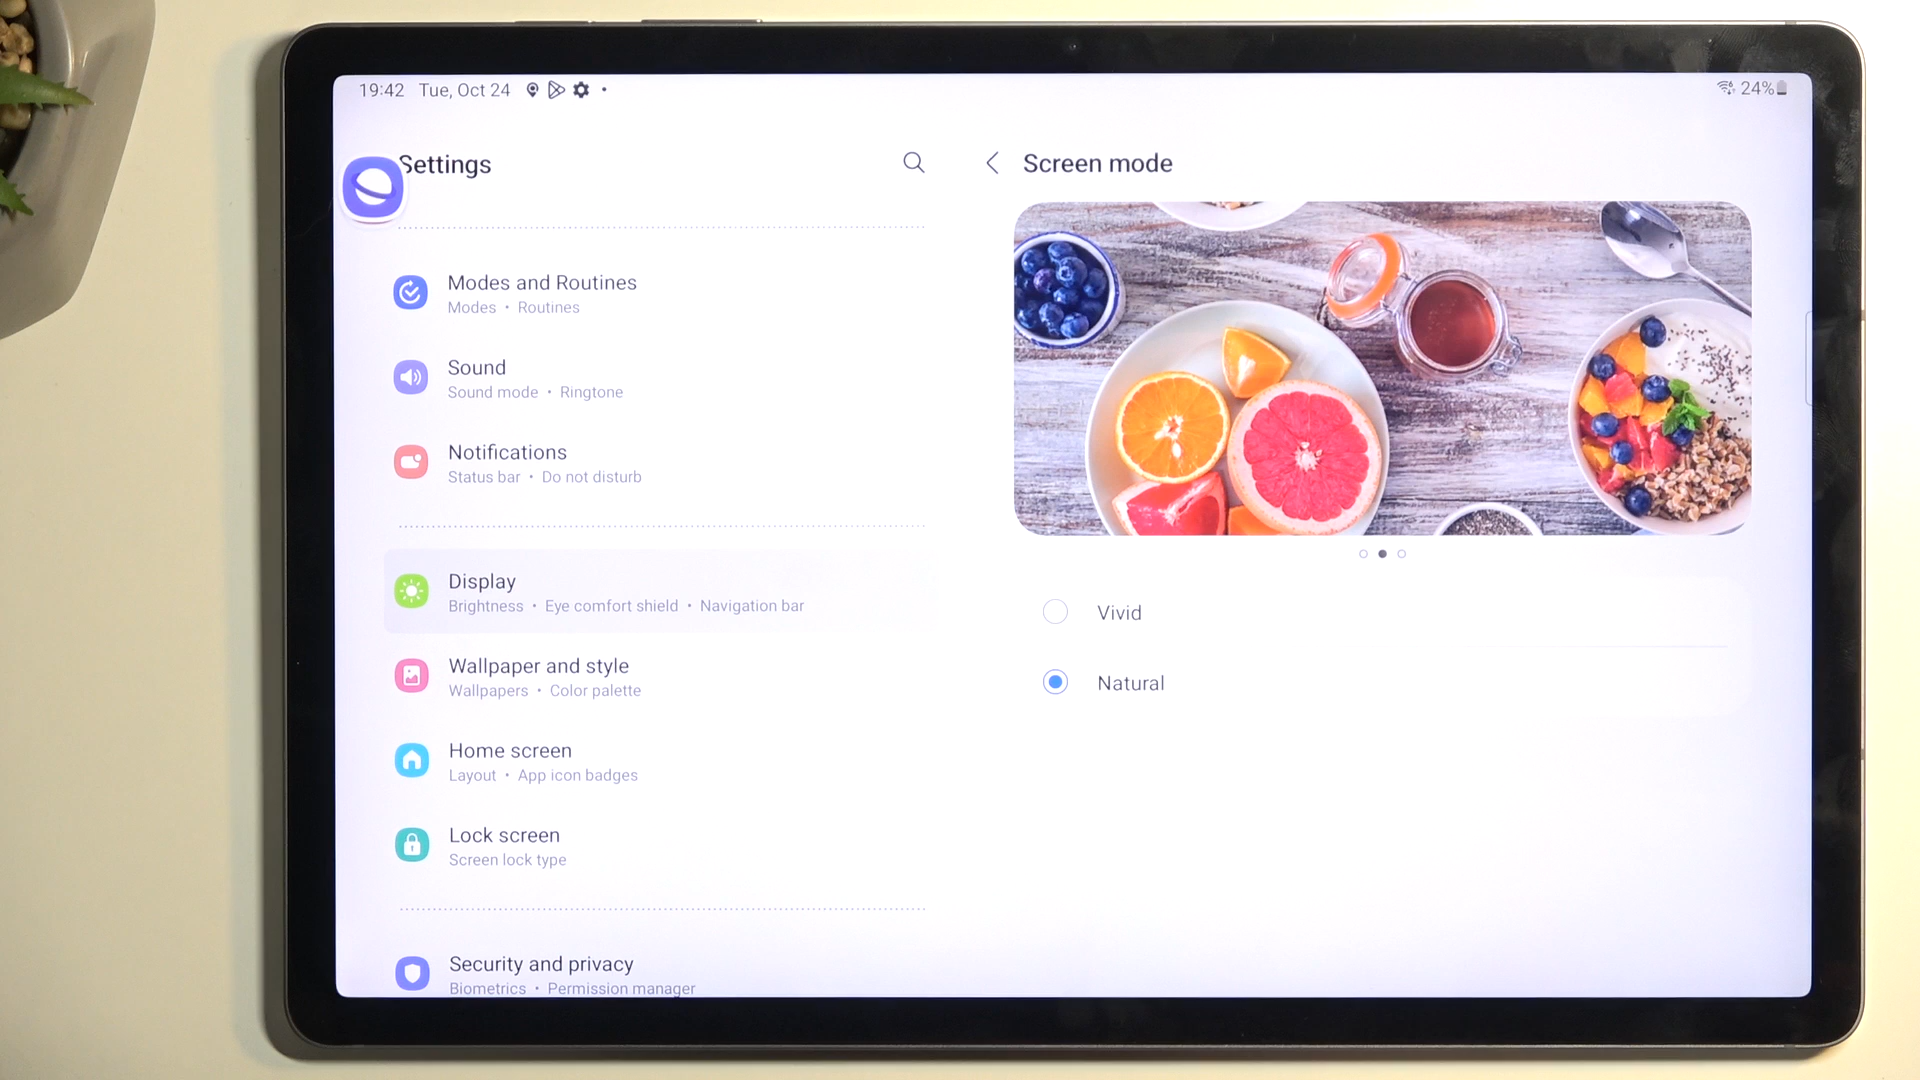 19:42 Tue, Oct 24
24%
Settings
Modes and Routines
Modes • Routines
Sound
Sound mode • Ringtone
Notifications
Status bar • Do not disturb
Display
Brightness • Eye comfort shield • Navigation bar
Wallpaper and style
Wallpapers • Color palette
Home screen
Layout • App icon badges
Lock screen
Screen lock type
Security and privacy
Biometrics • Permission manager
Screen mode
Vivid
Natural